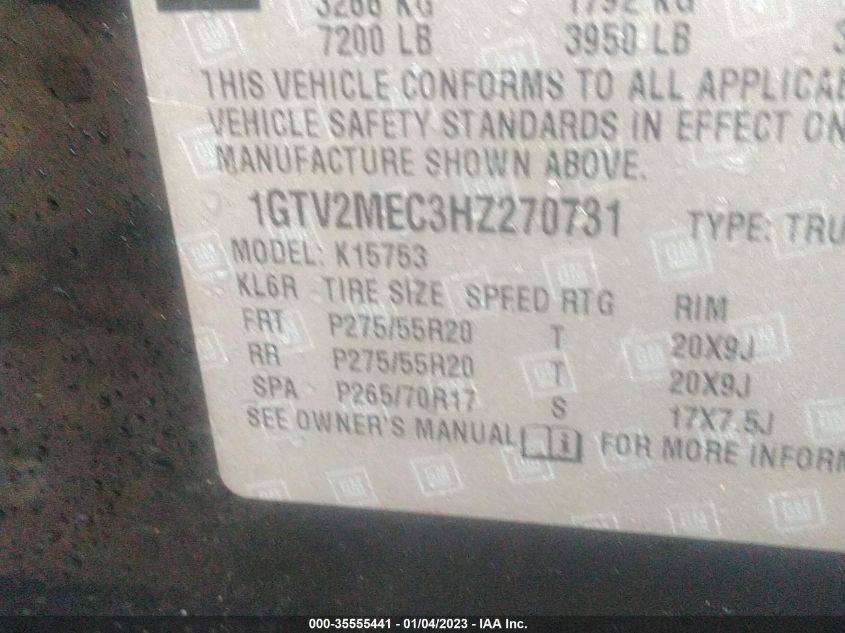 3266 KG 1792 KG
7200 LB 3950 LB
THIS VEHICLE CONFORMS TO ALL APPLICAB
VEHICLE SAFETY STANDARDS IN EFFECT ON
MANUFACTURE SHOWN ABOVE.
1GTV2MEC3HZ270731 TYPE: TRU
MODEL: K15753
KL6R TIRE SIZE SPEED RTG RIM
FRT P275/55R20 T 20X9J
RR P275/55R20 T 20X9J
SPA P265/70R17 S 17X7.5J
SEE OWNER'S MANUAL FOR MORE INFORM
000-35555441 - 01/04/2023 - IAA Inc.